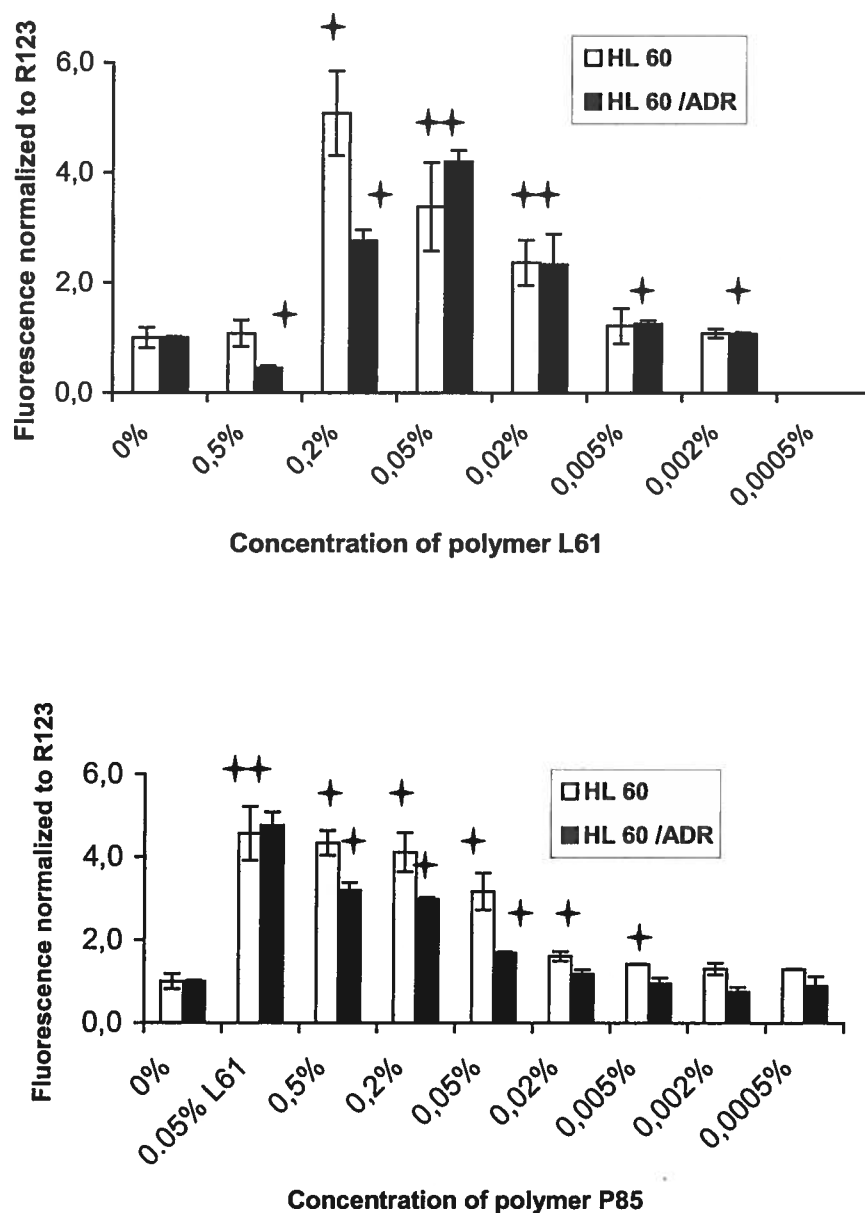 Fluorescence normalized to R123
6,0
4,0
2,0
0,0
HL 60
HL 60 /ADR
0%
0,5%
0,2%
0,05%
0,02%
0,005%
0,002%
0,0005%
Concentration of polymer L61
Fluorescence normalized to R123
6,0
4,0
2,0
0,0
HL 60
HL 60 /ADR
0%
0.05% L61
0,5%
0,2%
0,05%
0,02%
0,005%
0,002%
0,0005%
Concentration of polymer P85